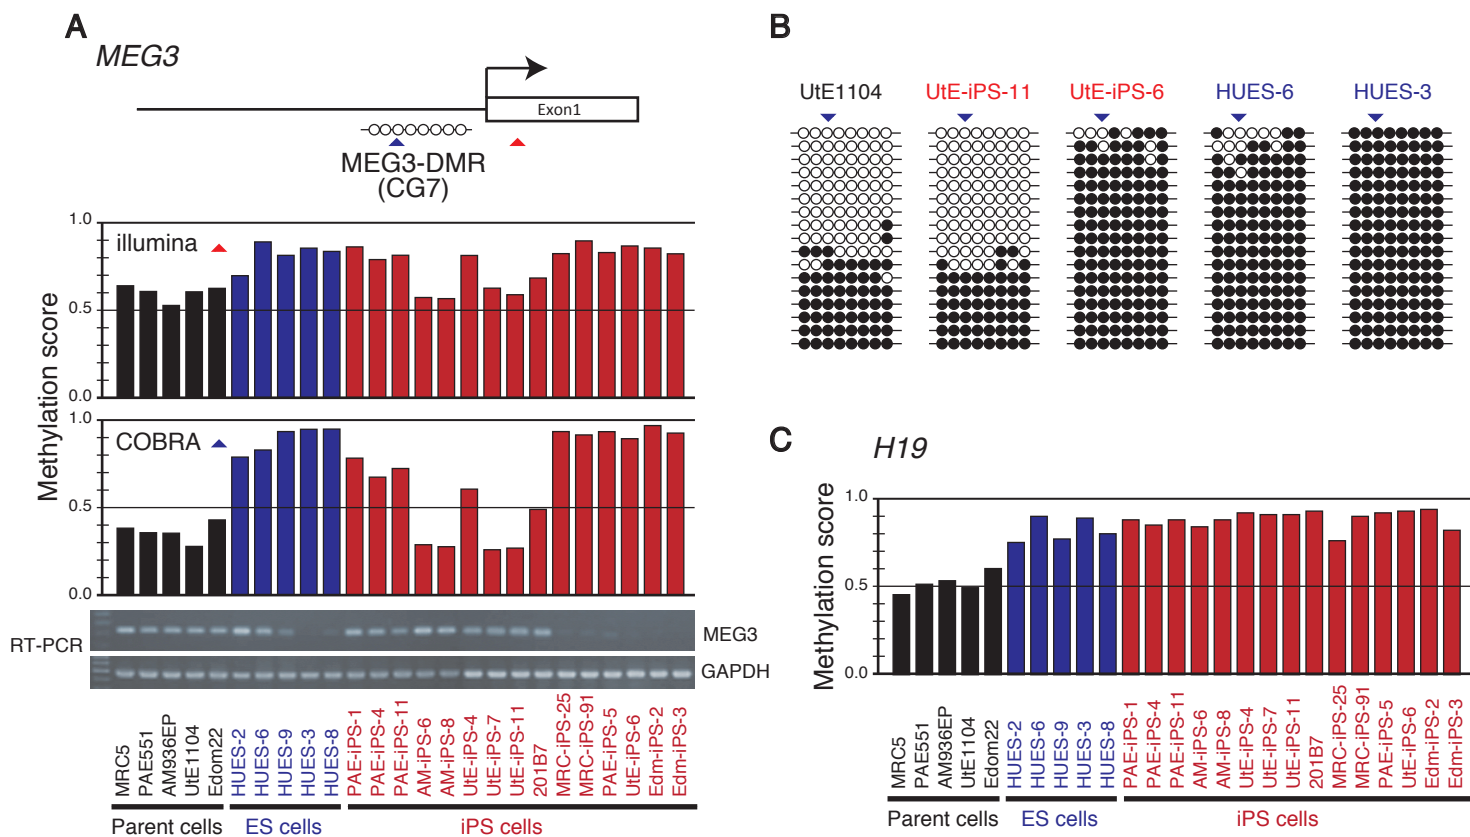 A
MEG3
Exon1
MEG3-DMR
(CG7)
Methylation score
1.0
illumina
0.5
0.0
Methylation score
1.0
COBRA
0.5
0.0
RT-PCR
MEG3
GAPDH
MRC5
PAE551
AM936EP
UtE1104
Edom22
HUES-2
HUES-6
HUES-9
HUES-3
HUES-8
PAE-iPS-1
PAE-iPS-4
PAE-iPS-11
AM-iPS-6
AM-iPS-8
UtE-iPS-4
UtE-iPS-7
UtE-iPS-11
201B7
MRC-iPS-25
MRC-iPS-91
PAE-iPS-5
UtE-iPS-6
Edm-iPS-2
Edm-iPS-3
Parent cells ES cells iPS cells
B
UtE1104 UtE-iPS-11 UtE-iPS-6 HUES-6 HUES-3
C
H19
Methylation score
1.0
0.5
0.0
MRC5
PAE551
AM936EP
UtE1104
Edom22
HUES-2
HUES-6
HUES-9
HUES-3
HUES-8
PAE-iPS-1
PAE-iPS-4
PAE-iPS-11
AM-iPS-6
AM-iPS-8
UtE-iPS-4
UtE-iPS-7
UtE-iPS-11
201B7
MRC-iPS-25
MRC-iPS-91
PAE-iPS-5
UtE-iPS-6
Edm-iPS-2
Edm-iPS-3
Parent cells ES cells iPS cells